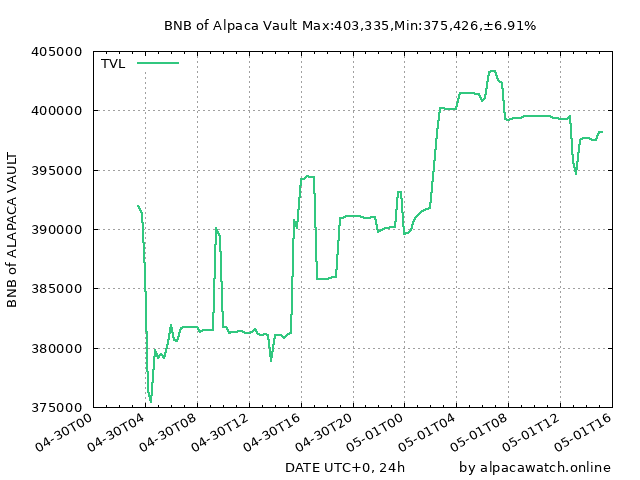 BNB of Alpaca Vault Max:403,335,Min:375,426,±6.91%
TVL
405000
400000
395000
390000
385000
380000
375000
BNB of ALAPACA VAULT
04-30T00
04-30T04
04-30T08
04-30T12
04-30T16
04-30T20
05-01T00
05-01T04
05-01T08
05-01T12
05-01T16
DATE UTC+0, 24h
by alpacawatch.online